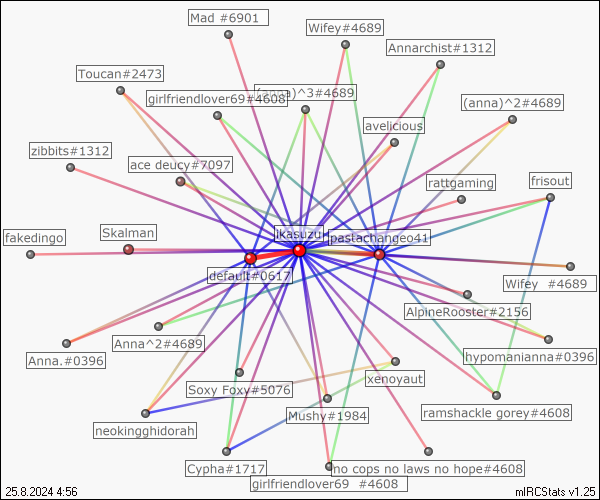 Mad #6901
Wifey#4689
Annarchist#1312
Toucan#2473
(anna)^3#4689
girlfriendlover69#4608
(anna)^2#4689
avelicious
zibbits#1312
ace deucy#7097
rattgaming
frisout
Skalman
ikasuzu
pastachangeo41
fakedingo
default#0617
Wifey #4689
AlpineRooster#2156
Anna^2#4689
hypomanianna#0396
Anna.#0396
xenoyaut
Soxy Foxy#5076
Mushy#1984
ramshackle gorey#4608
neokingghidorah
Cypha#1717
no cops no laws no hope#4608
girlfriendlover69 #4608
25.8.2024 4:56
mIRCStats v1.25